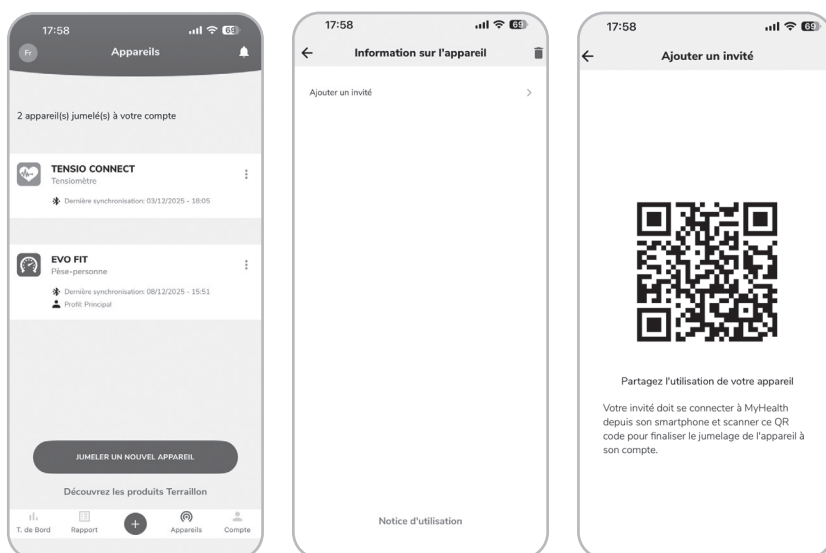 17:58
69
Fr
Appareils
2 appareil(s) jumelé(s) à votre compte
TENSIO CONNECT
Tensiomètre
Dernière synchronisation: 03/12/2025 - 18:05
EVO FIT
Pèse-personne
Dernière synchronisation: 08/12/2025 - 15:51
Profil: Principal
JUMELER UN NOUVEL APPAREIL
Découvrez les produits Terraillon
T. de Bord
Rapport
Appareils
Compte
17:58
69
Information sur l'appareil
Ajouter un invité
Notice d'utilisation
17:58
69
Ajouter un invité
Partagez l'utilisation de votre appareil
Votre invité doit se connecter à MyHealth
depuis son smartphone et scanner ce QR
code pour finaliser le jumelage de l'appareil à
son compte.